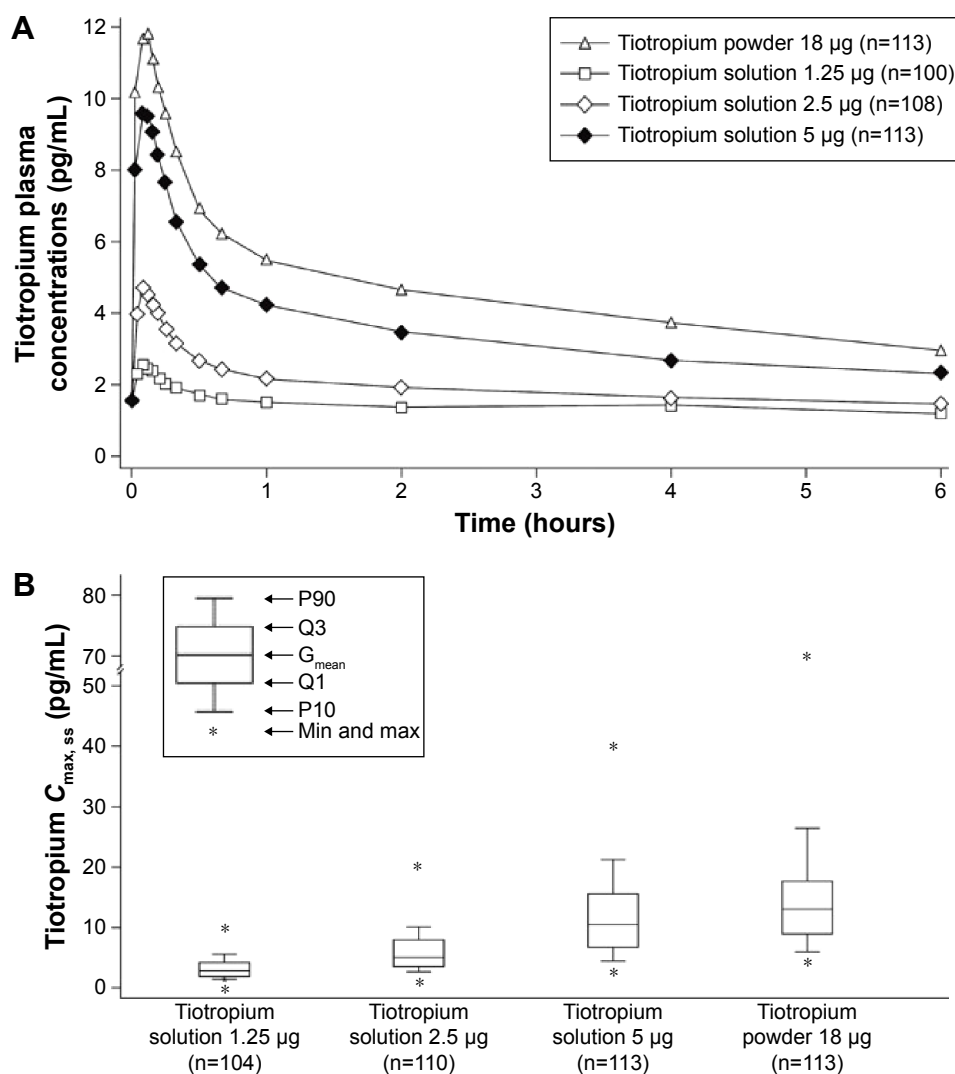 A
Tiotropium plasma
concentrations (pg/mL)
12
10
8
6
4
2
0
Tiotropium powder 18 µg (n=113)
Tiotropium solution 1.25 µg (n=100)
Tiotropium solution 2.5 µg (n=108)
Tiotropium solution 5 µg (n=113)
0 1 2 3 4 5 6
Time (hours)
B
Tiotropium Cmax, ss (pg/mL)
80
70
50
40
30
20
10
0
P90
Q3
Gmean
Q1
P10
* Min and max
Tiotropium
solution 1.25 µg
(n=104)
Tiotropium
solution 2.5 µg
(n=110)
Tiotropium
solution 5 µg
(n=113)
Tiotropium
powder 18 µg
(n=113)